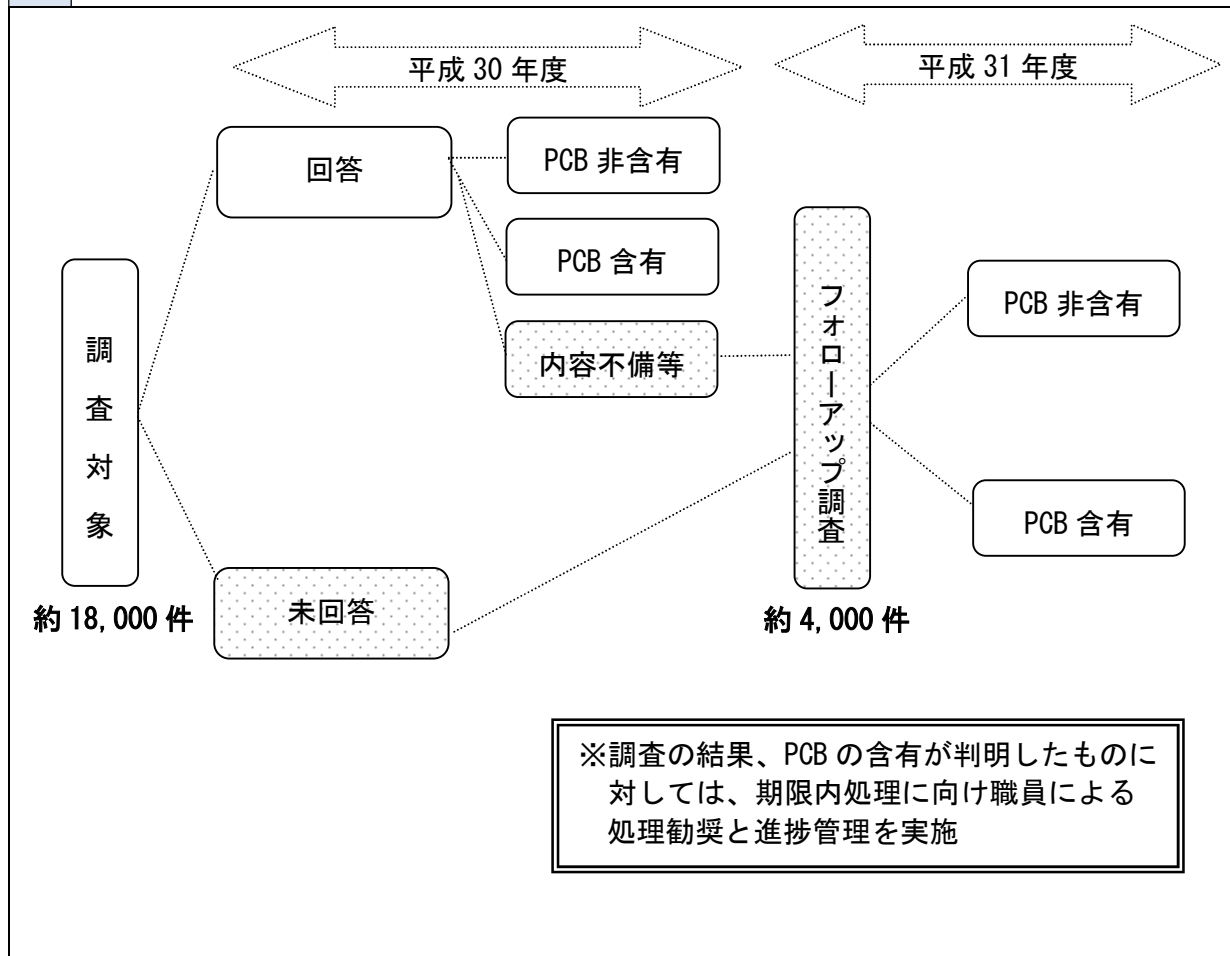 平成 30 年度
平成 31 年度
回答
PCB 非含有
PCB 含有
内容不備等
調査対象
約 18,000 件
未回答
フォローアップ調査
約 4,000 件
PCB 非含有
PCB 含有
※調査の結果、PCB の含有が判明したものに
対しては、期限内処理に向け職員による
処理勧奨と進捗管理を実施